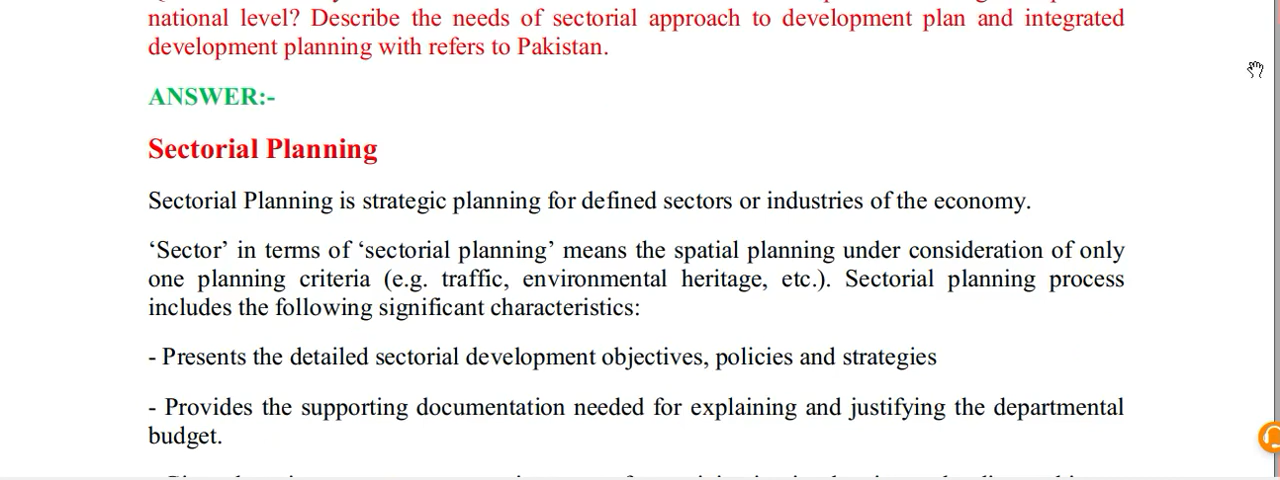 national level? Describe the needs of sectorial approach to development plan and integrated
development planning with refers to Pakistan.
ANSWER:-
Sectorial Planning
Sectorial Planning is strategic planning for defined sectors or industries of the economy.
‘Sector’ in terms of ‘sectorial planning’ means the spatial planning under consideration of only
one planning criteria (e.g. traffic, environmental heritage, etc.). Sectorial planning process
includes the following significant characteristics:
- Presents the detailed sectorial development objectives, policies and strategies
- Provides the supporting documentation needed for explaining and justifying the departmental
budget.